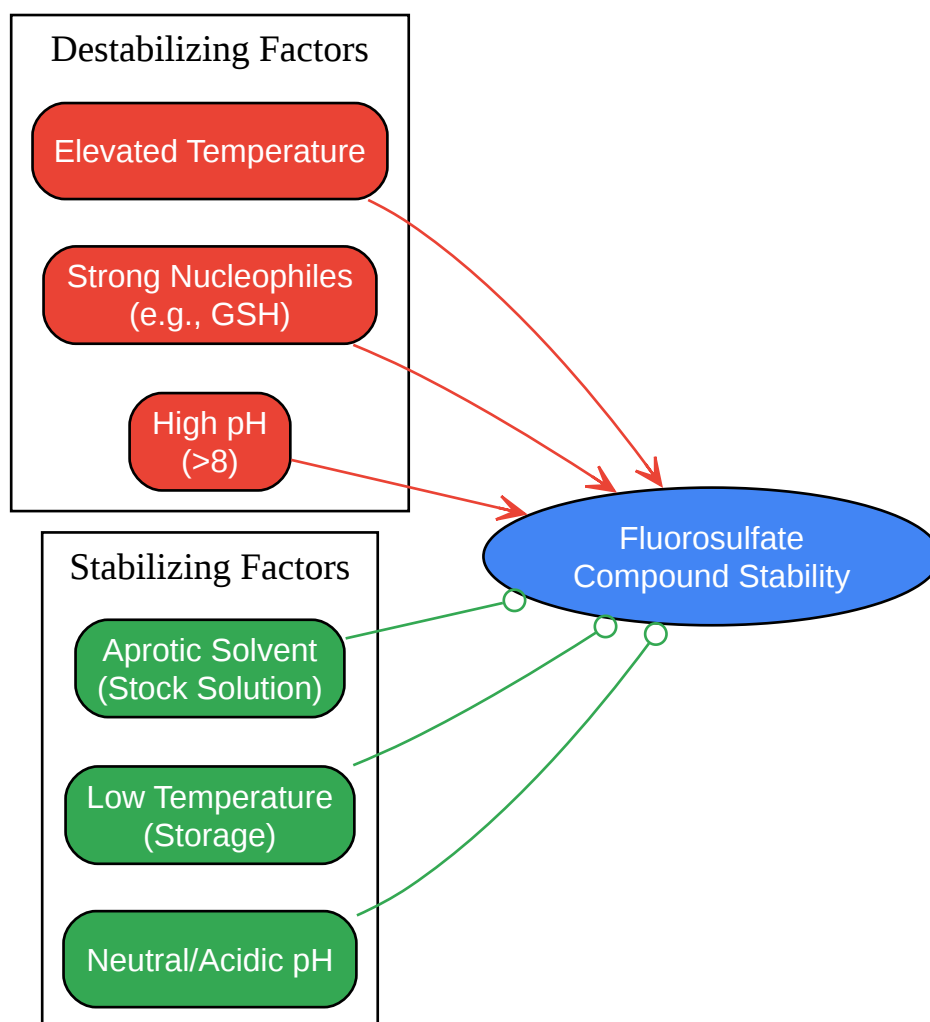 Destabilizing Factors
Elevated Temperature
Strong Nucleophiles
(e.g., GSH)
High pH
(>8)
Fluorosulfate
Compound Stability
Stabilizing Factors
Aprotic Solvent
(Stock Solution)
Low Temperature
(Storage)
Neutral/Acidic pH